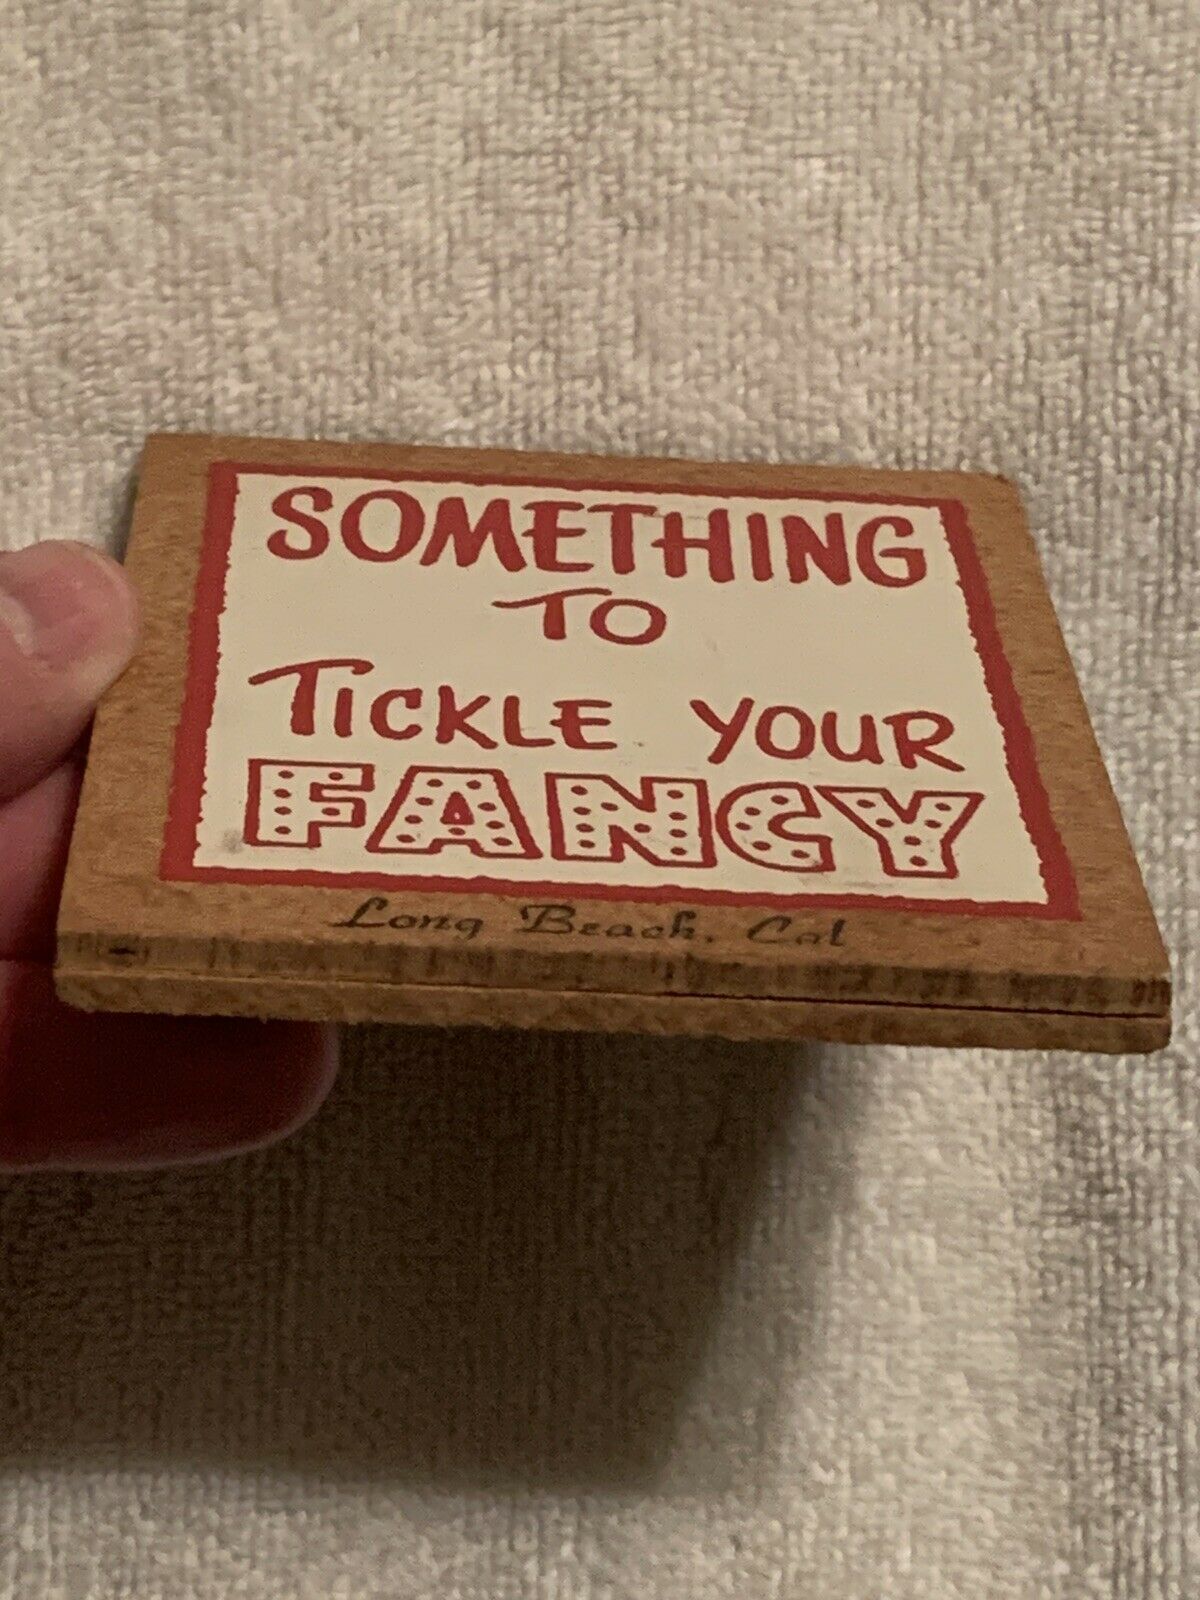 SOMETHING
TO
TICKLE YOUR
FANCY
Long Beach, Cal